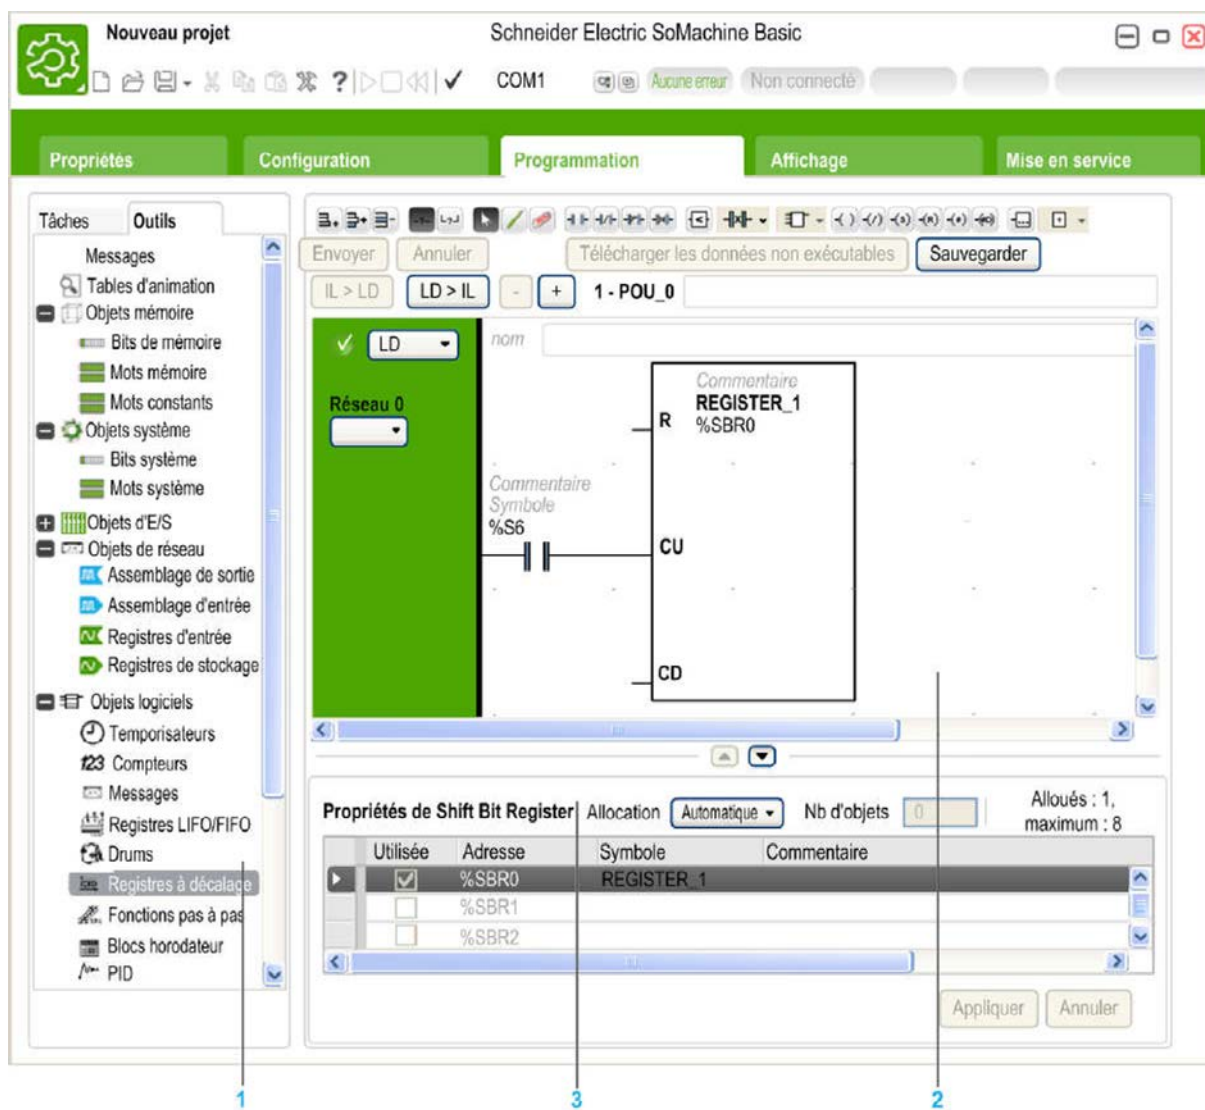 Nouveau projet
Schneider Electric SoMachine Basic
?
COM1
Aucune erreur
Non connecté
Propriétés
Configuration
Programmation
Affichage
Mise en service
Tâches
Outils
Messages
Tables d'animation
Objets mémoire
Bits de mémoire
Mots mémoire
Mots constants
Objets système
Bits système
Mots système
Objets d'E/S
Objets de réseau
Assemblage de sortie
Assemblage d'entrée
Registres d'entrée
Registres de stockage
Objets logiciels
Temporisateurs
123 Compteurs
Messages
Registres LIFO/FIFO
Drums
Registres à décalage
Fonctions pas à pas
Blocs horodateur
PID
Envoyer
Annuler
Télécharger les données non exécutables
Sauvegarder
IL > LD
LD > IL
-
+
1 - POU_0
LD
nom
Réseau 0
Commentaire
REGISTER_1
%SBR0
R
Commentaire
Symbole
%S6
CU
CD
Propriétés de Shift Bit Register
Allocation
Automatique
Nb d'objets
0
Alloués : 1,
maximum : 8
Utilisée Adresse Symbole Commentaire
%SBR0 REGISTER_1
%SBR1
%SBR2
Appliquer
Annuler
1
3
2